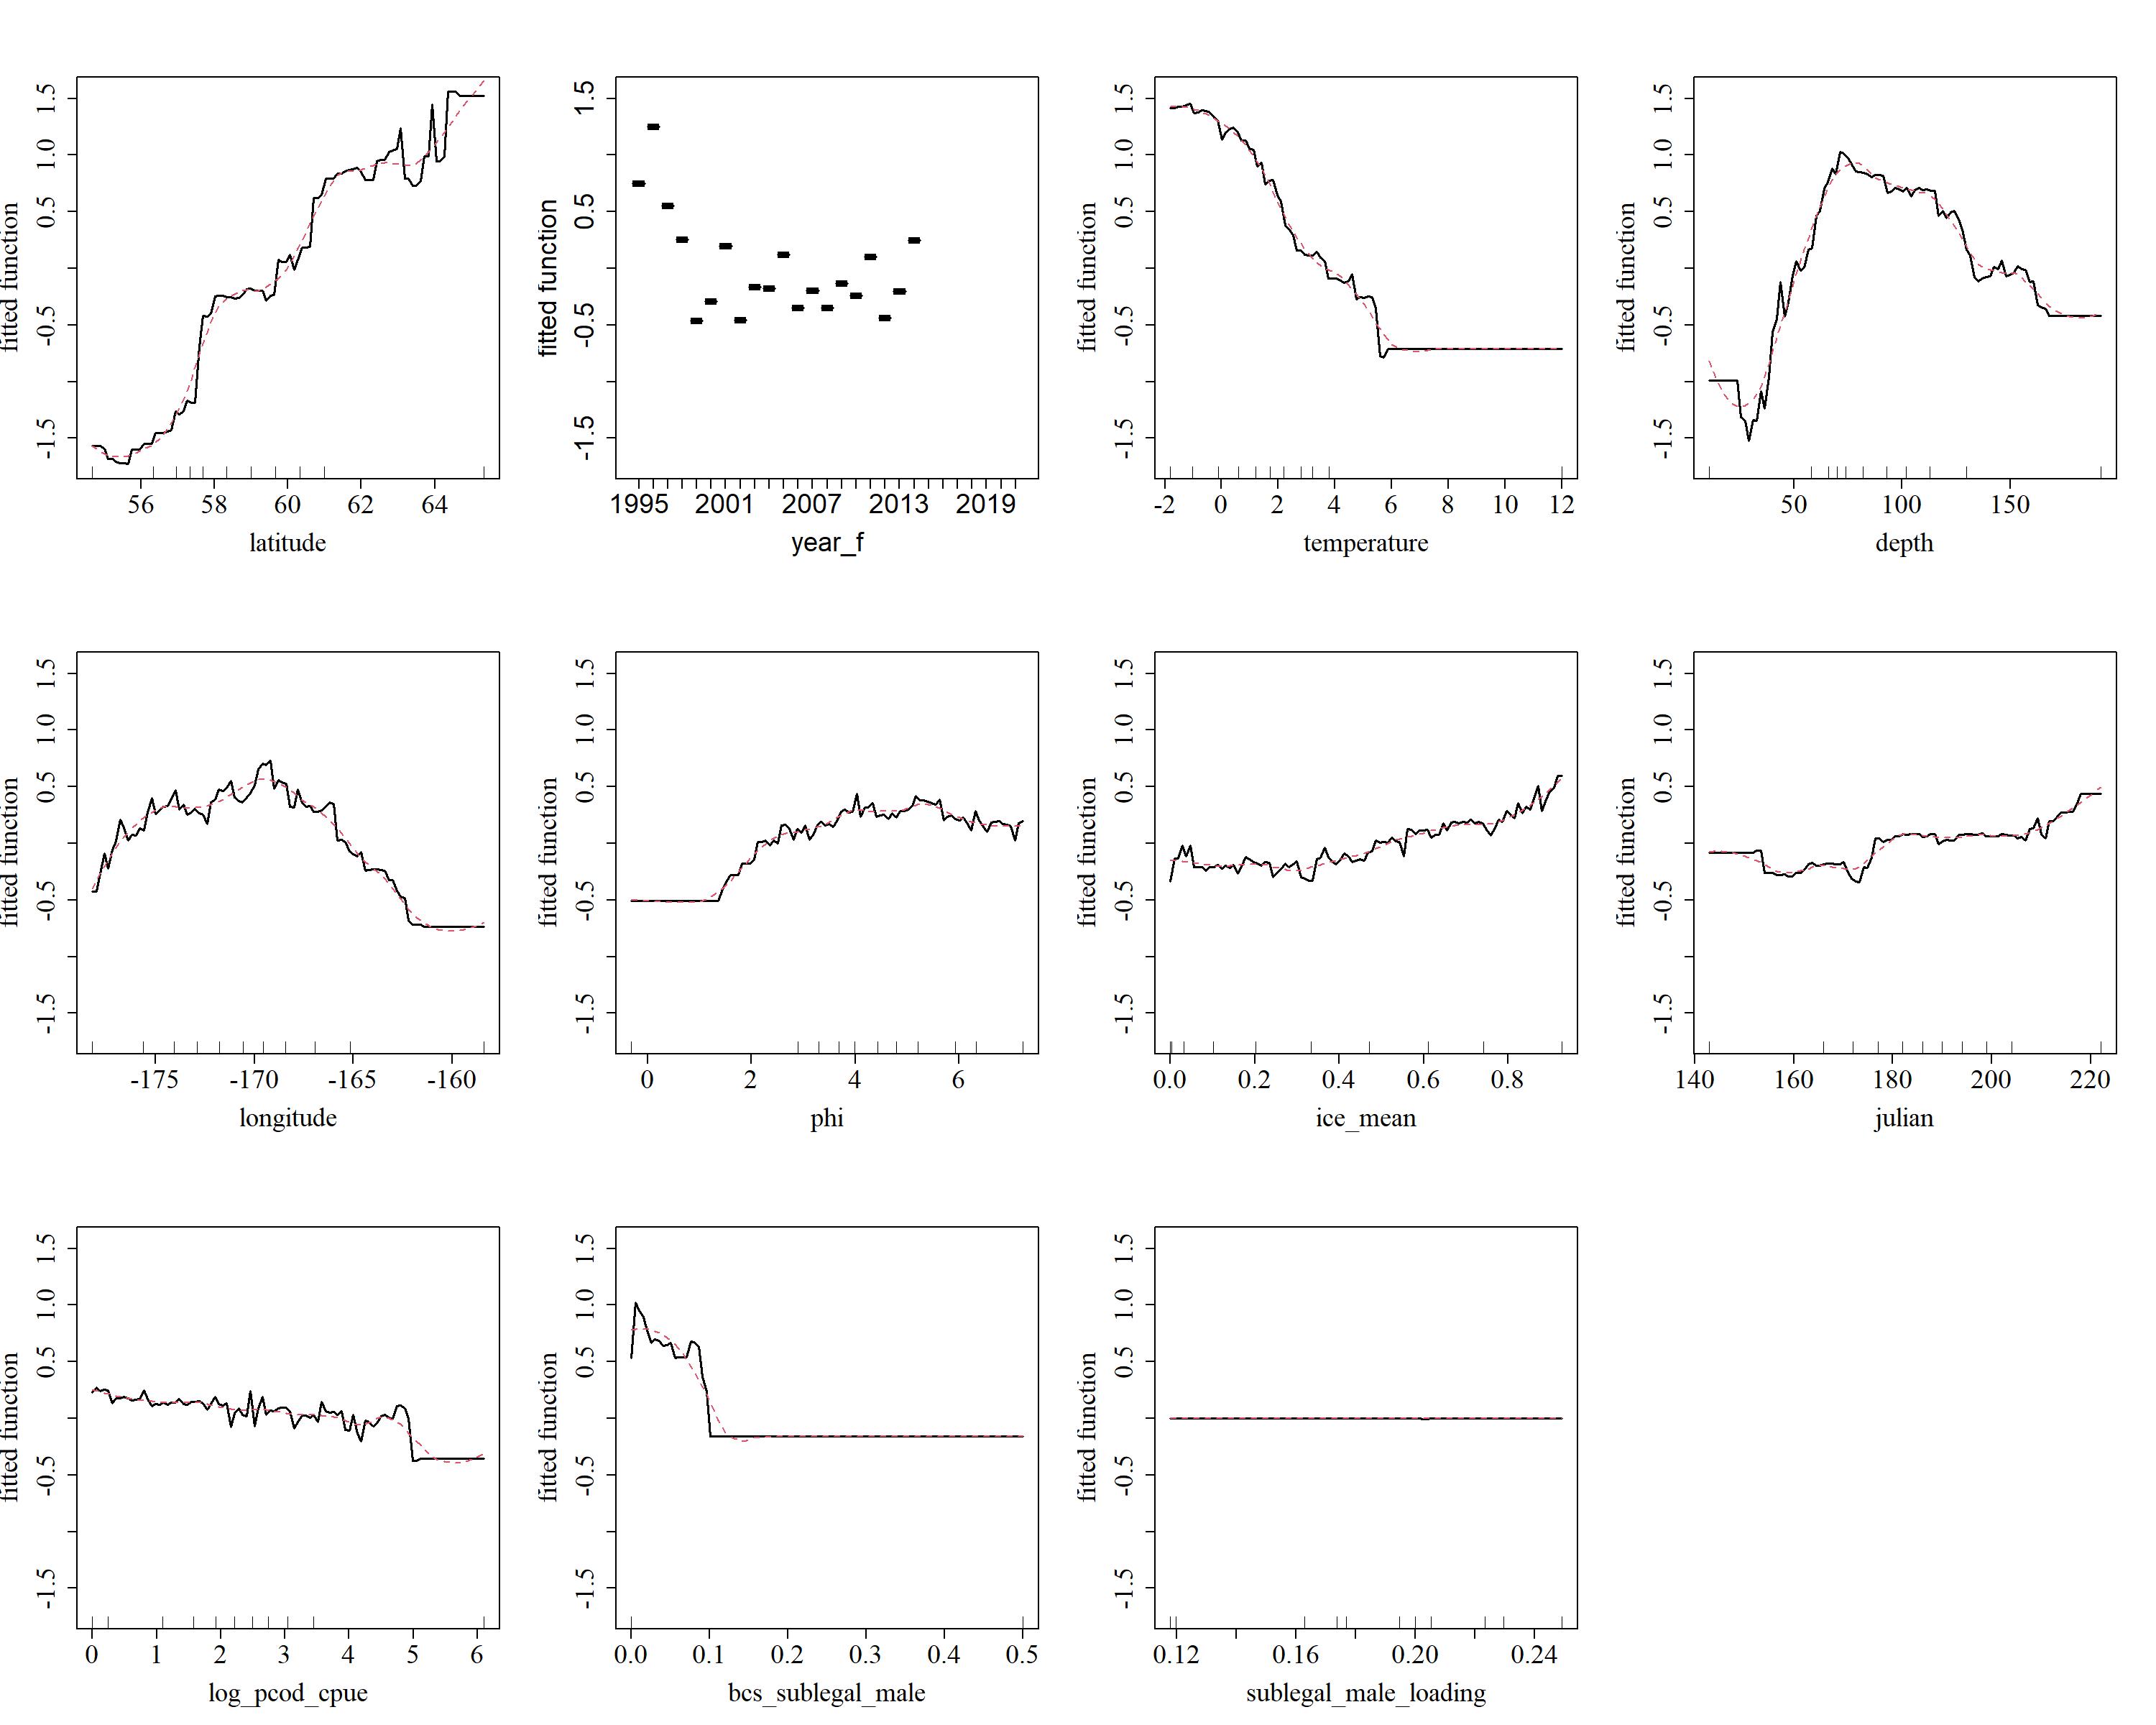 fitted function
1.5
1.0
0.5
-0.5
-1.5
56 58 60 62 64
latitude
fitted function
1.5
0.5
-0.5
-1.5
1995 2001 2007 2013 2019
year_f
fitted function
1.5
1.0
0.5
-0.5
-1.5
-2 0 2 4 6 8 10 12
temperature
fitted function
1.5
1.0
0.5
-0.5
-1.5
50 100 150
depth
fitted function
1.5
1.0
0.5
-0.5
-1.5
-175 -170 -165 -160
longitude
fitted function
1.5
1.0
0.5
-0.5
-1.5
0 2 4 6
phi
fitted function
1.5
1.0
0.5
-0.5
-1.5
0.0 0.2 0.4 0.6 0.8
ice_mean
fitted function
1.5
1.0
0.5
-0.5
-1.5
140 160 180 200 220
julian
fitted function
1.5
1.0
0.5
-0.5
-1.5
0 1 2 3 4 5 6
log_pcod_cpue
fitted function
1.5
1.0
0.5
-0.5
-1.5
0.0 0.1 0.2 0.3 0.4 0.5
bcs_sublegal_male
fitted function
1.5
1.0
0.5
-0.5
-1.5
0.12 0.16 0.20 0.24
sublegal_male_loading